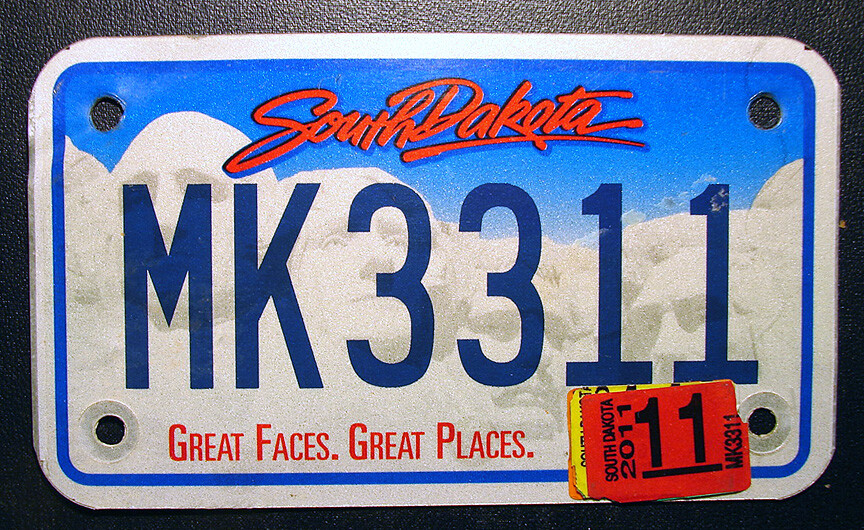 South Dakota
MK3311
GREAT FACES. GREAT PLACES.
SOUTH DAKOTA
2011
11
MK3311